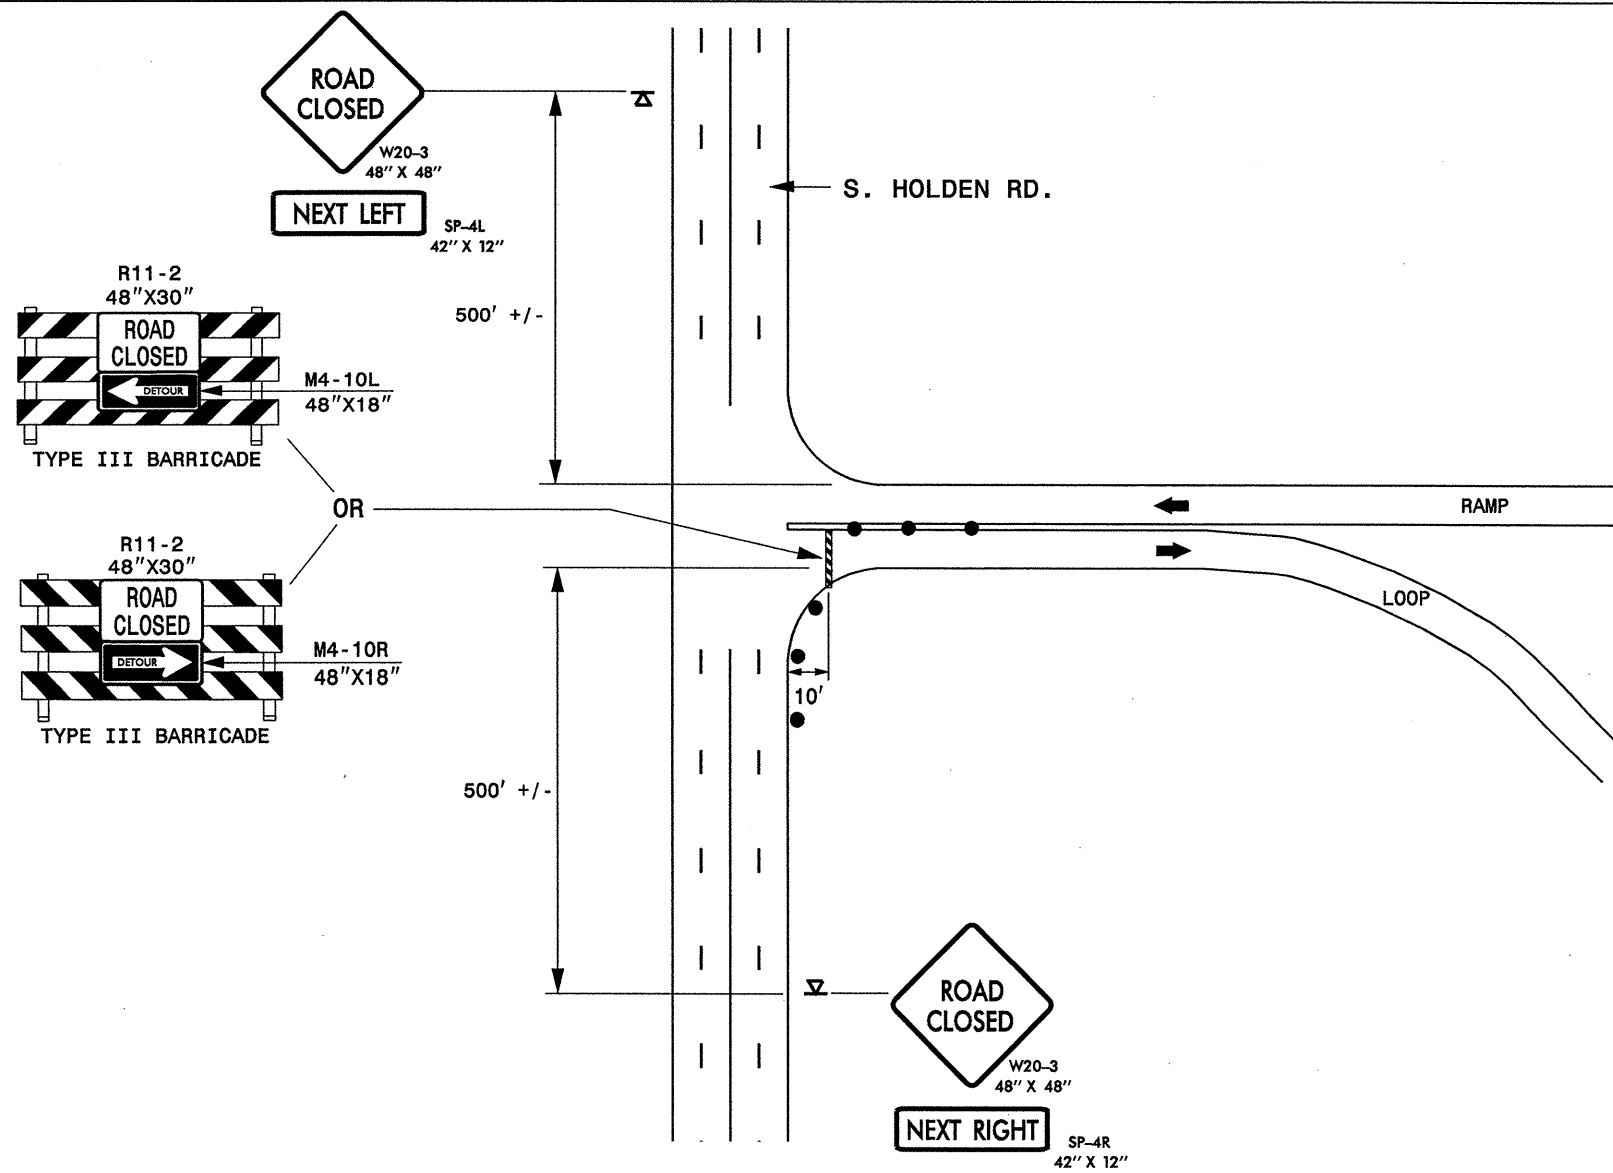 ROAD
CLOSED
W20-3
48" X 48"
NEXT LEFT
SP-4L
42" X 12"
S. HOLDEN RD.
R11-2
48"X30"
ROAD
CLOSED
DETOUR
M4-10L
48"X18"
TYPE III BARRICADE
500' +/-
OR
RAMP
R11-2
48"X30"
ROAD
CLOSED
DETOUR
M4-10R
48"X18"
TYPE III BARRICADE
LOOP
10'
500' +/-
ROAD
CLOSED
W20-3
48" X 48"
NEXT RIGHT
SP-4R
42" X 12"